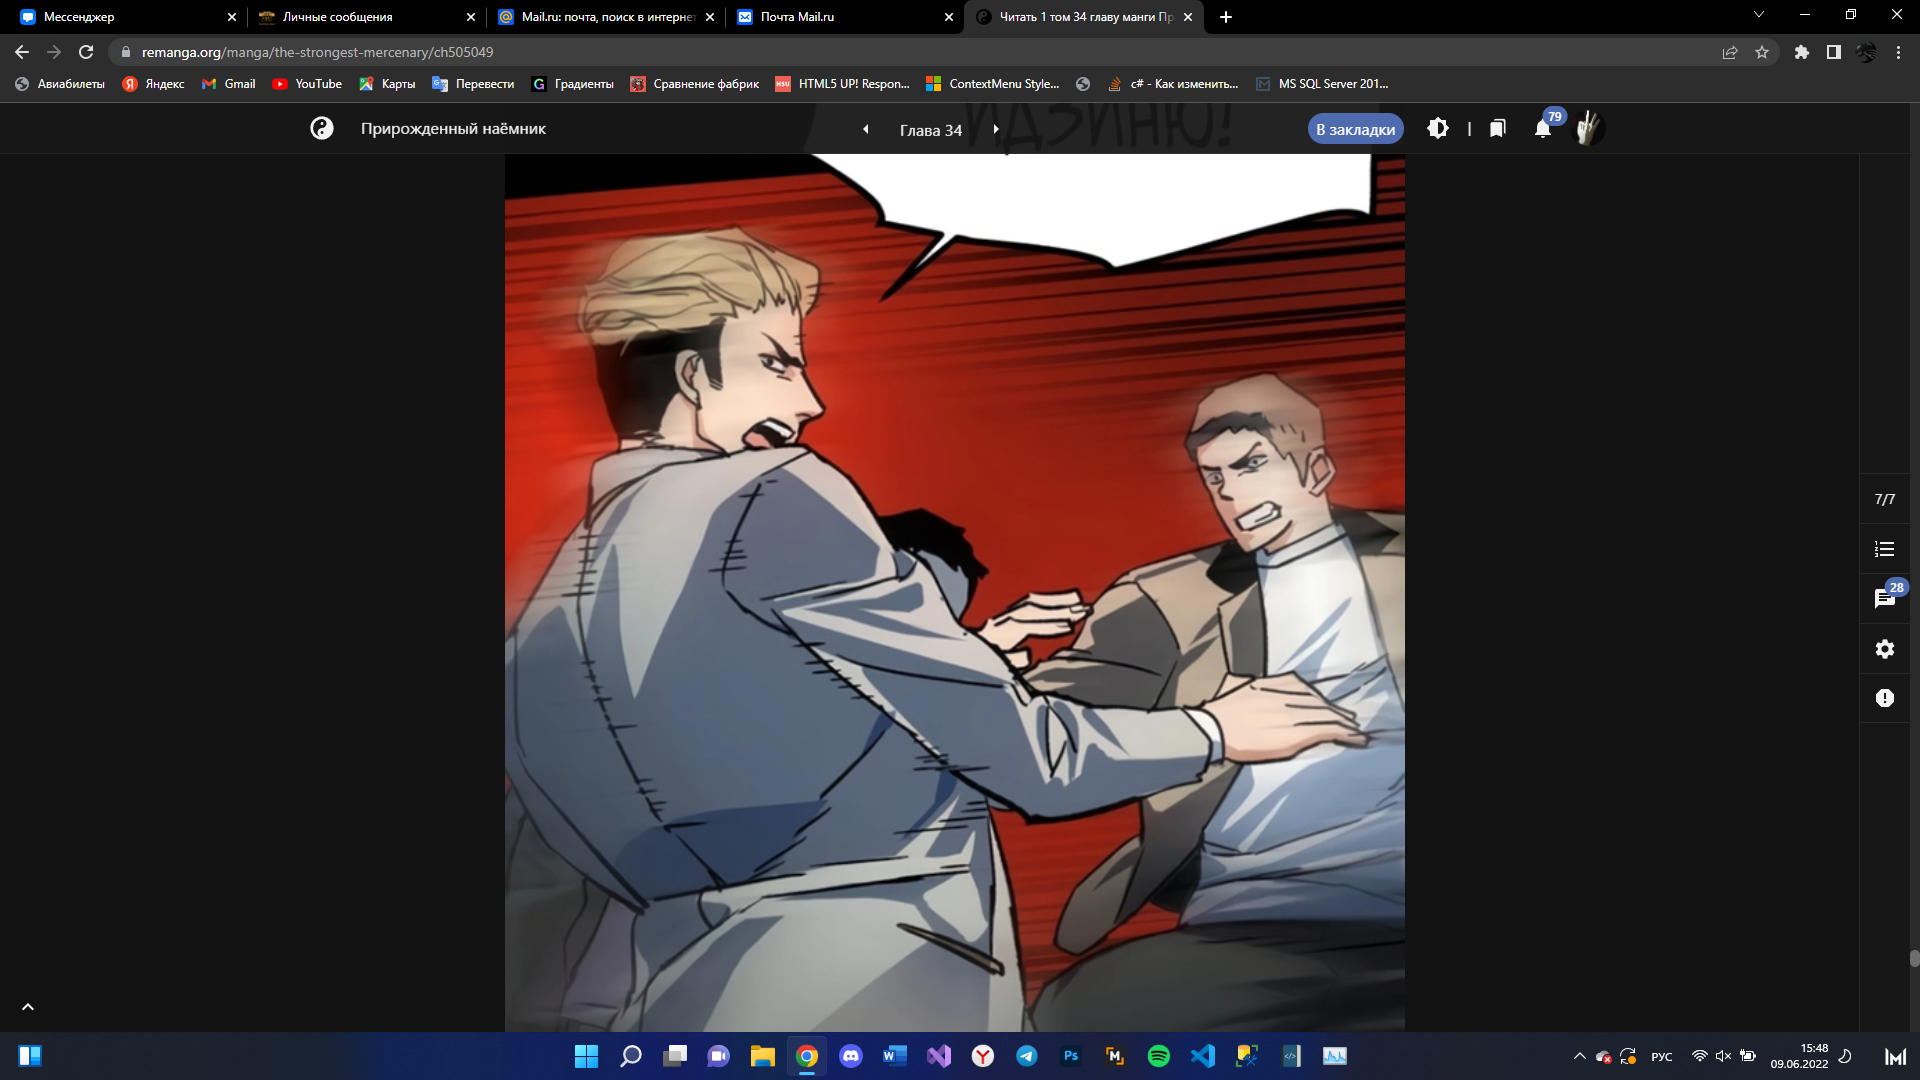 Мессенджер
Личные сообщения
Mail.ru: почта, поиск в интерне
Почта Mail.ru
Читать 1 том 34 главу манги Пр
remanga.org/manga/the-strongest-mercenary/ch505049
Авиабилеты
Яндекс
Gmail
YouTube
Карты
Перевести
Градиенты
Сравнение фабрик
HTML5 UP! Respon...
ContextMenu Style...
c# - Как изменить...
MS SQL Server 201...
Прирожденный наёмник
Глава 34
ИДЗИНЮ!
В закладки
79
7/7
28
РУС
15:48
09.06.2022